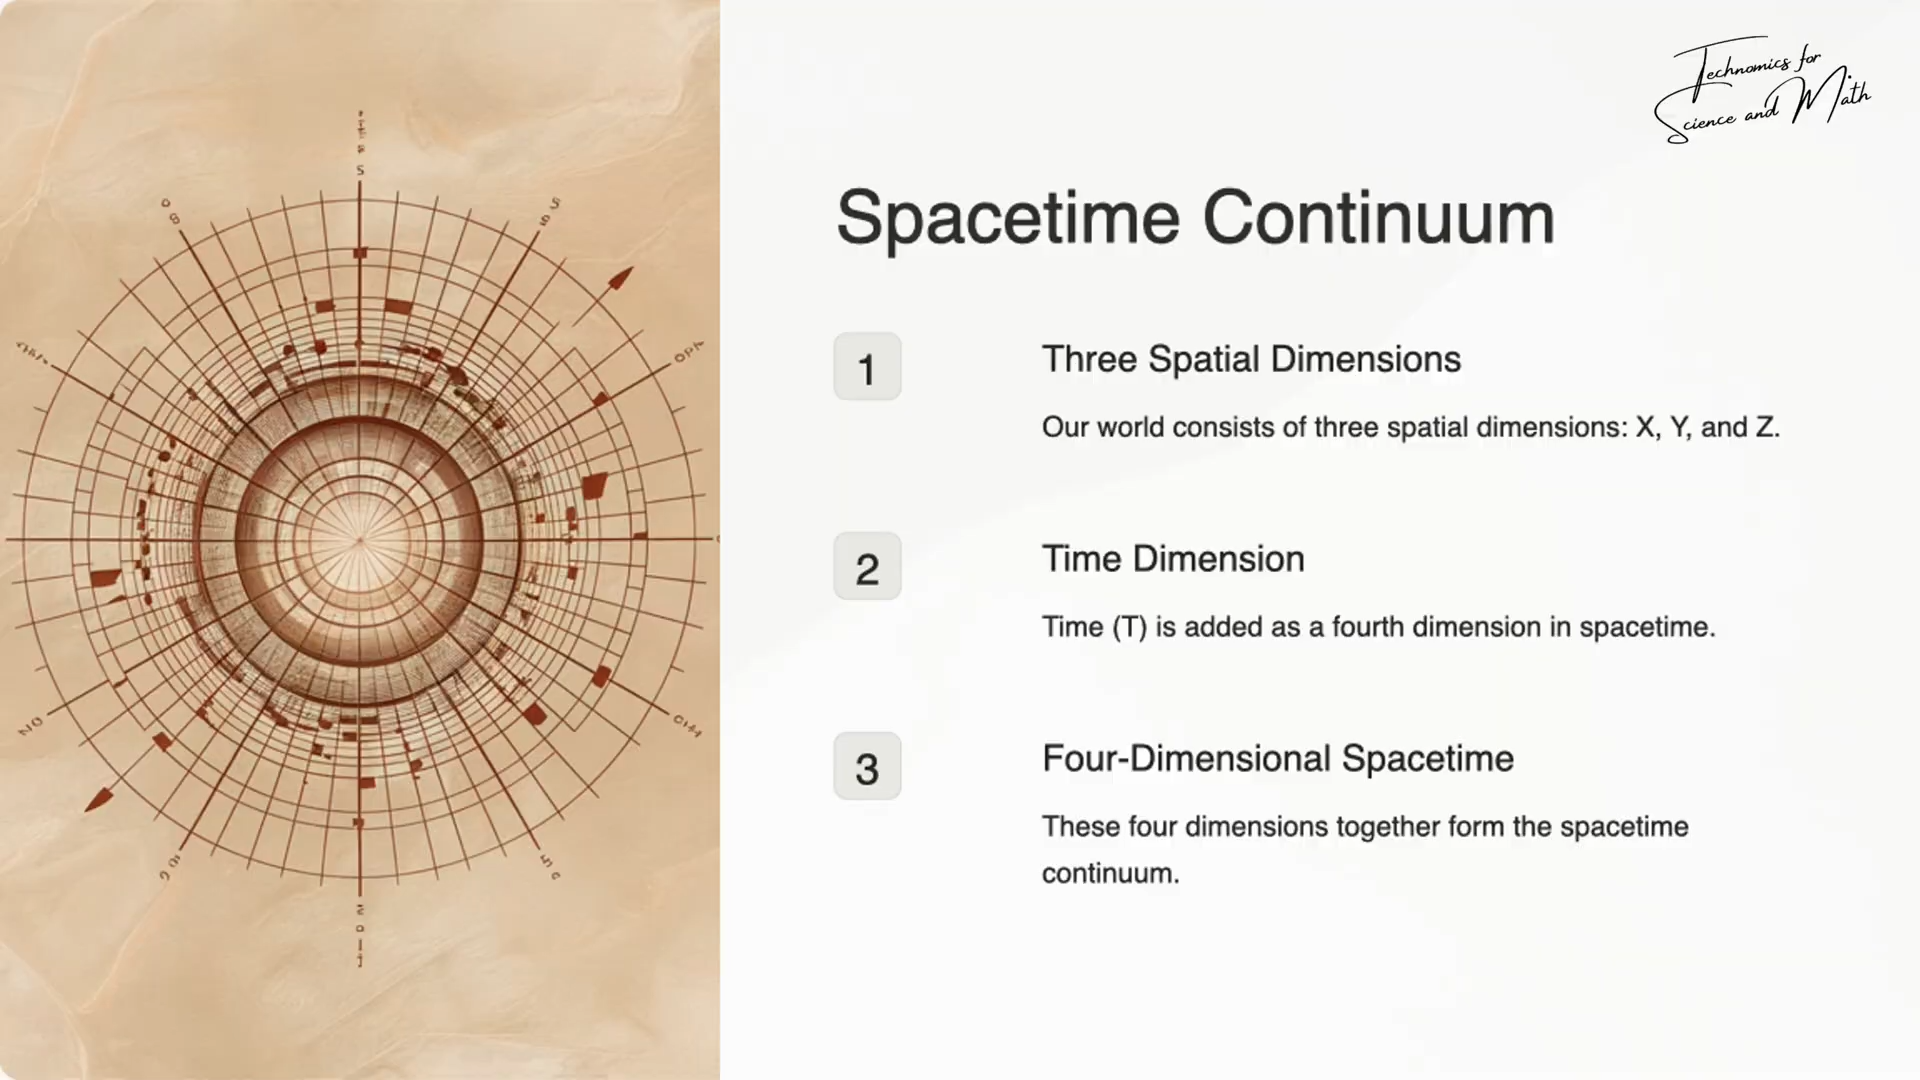 Technomics for
Science and Math
Spacetime Continuum
1
Three Spatial Dimensions
Our world consists of three spatial dimensions: X, Y, and Z.
2
Time Dimension
Time (T) is added as a fourth dimension in spacetime.
3
Four-Dimensional Spacetime
These four dimensions together form the spacetime
continuum.